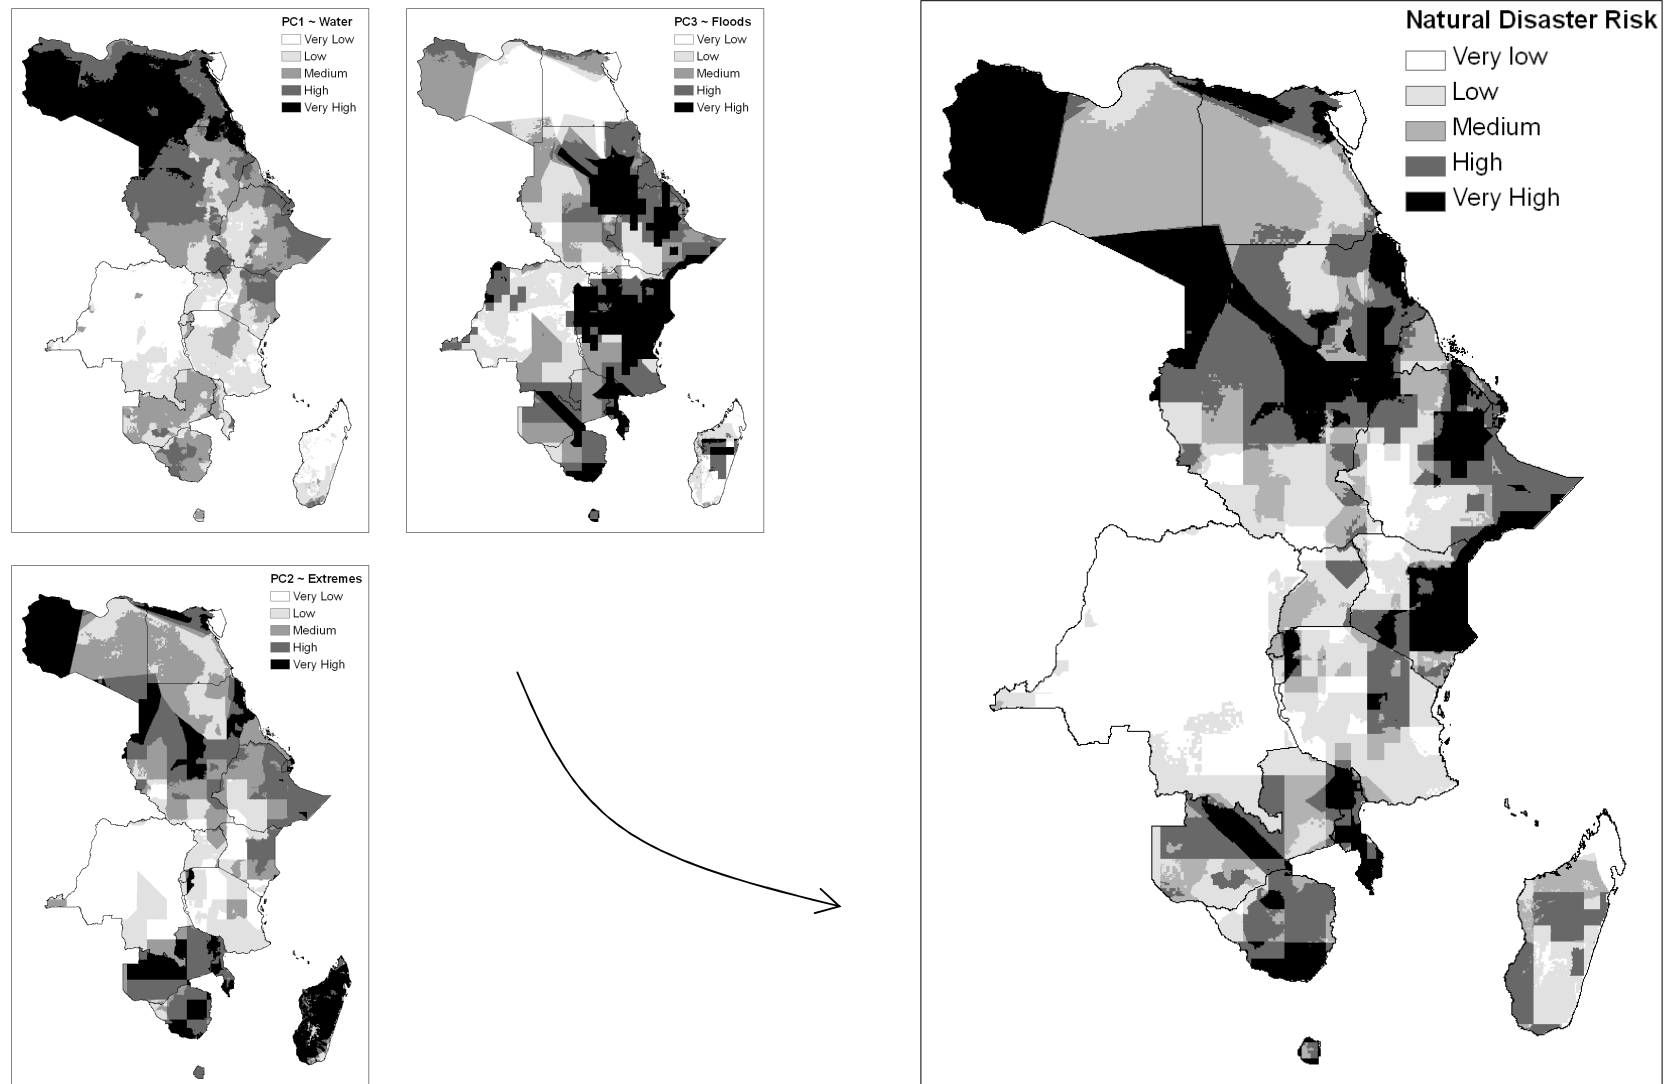 PC1 ~ Water
Very Low
Low
Medium
High
Very High
PC3 ~ Floods
Very Low
Low
Medium
High
Very High
Natural Disaster Risk
Very low
Low
Medium
High
Very High
PC2 ~ Extremes
Very Low
Low
Medium
High
Very High